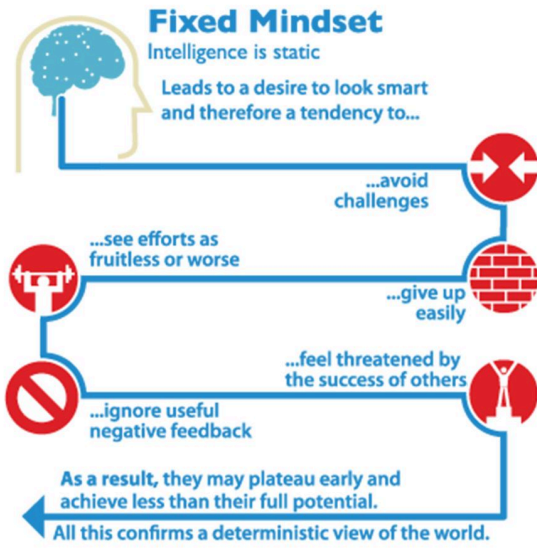 Fixed Mindset
Intelligence is static
Leads to a desire to look smart
and therefore a tendency to...
...avoid
challenges
...give up
easily
...see efforts as
fruitless or worse
...ignore useful
negative feedback
...feel threatened by
the success of others
As a result, they may plateau early and
achieve less than their full potential.
All this confirms a deterministic view of the world.